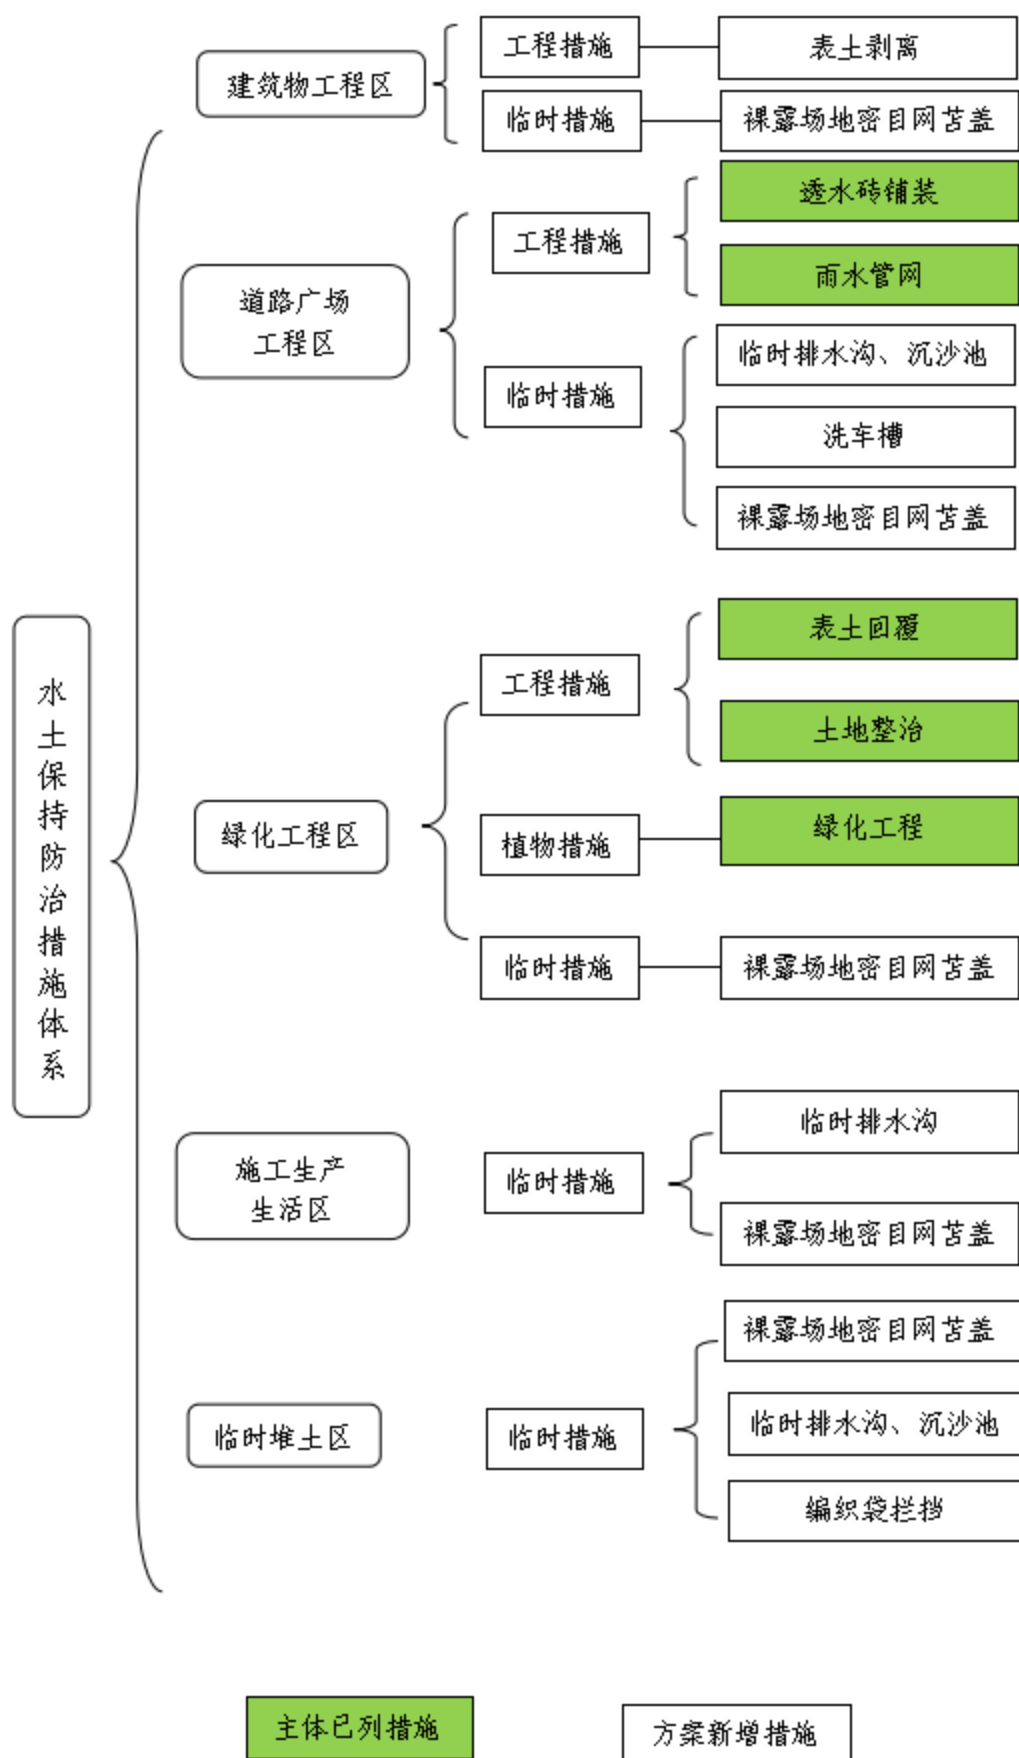 水土保持防治措施体系
建筑物工程区
工程措施
表土剥离
临时措施
裸露场地密目网苫盖
道路广场
工程区
工程措施
透水砖铺装
雨水管网
临时措施
临时排水沟、沉沙池
洗车槽
裸露场地密目网苫盖
绿化工程区
工程措施
表土回覆
土地整治
植物措施
绿化工程
临时措施
裸露场地密目网苫盖
施工生产
生活区
临时措施
临时排水沟
裸露场地密目网苫盖
临时堆土区
临时措施
裸露场地密目网苫盖
临时排水沟、沉沙池
编织袋拦挡
主体已列措施
方案新增措施